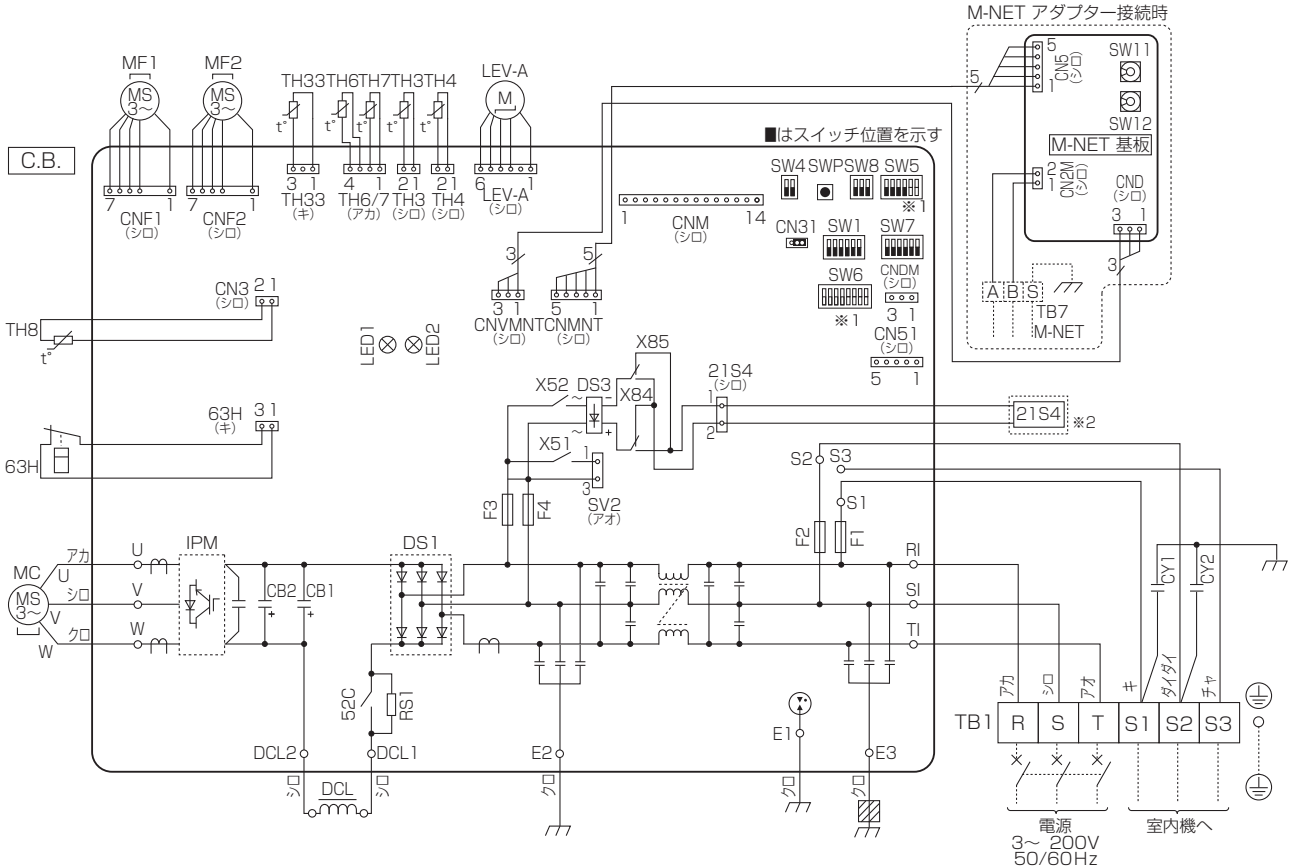 M-NET アダプター接続時
MF1 MF2
MS 3~ MS 3~
TH33 TH6 TH7 TH3 TH4
t° t° t° t°
LEV-A
M
5
5
CN5
(シロ)
1
SW11
SW12
M-NET 基板
2
1
CN2M
(シロ)
CND
(シロ)
3 1
3
A B S
TB7
M-NET
C.B.
7 1
CNF1
(シロ)
7 1
CNF2
(シロ)
3 1
TH33
(キ)
4 1
TH6/7
(アカ)
2 1
TH3
(シロ)
2 1
TH4
(シロ)
6 1
LEV-A
(シロ)
■はスイッチ位置を示す
SW4 SWP SW8 SW5
※1
1 14
CNM
(シロ)
CN31 SW1 SW7
SW6
※1
CNDM
(シロ)
3 1
CN51
(シロ)
5 1
3
3 1
CNVMNT
(シロ)
5
5 1
CNMNT
(シロ)
CN3
(シロ)
2 1
TH8
t°
LED1 LED2
63H
(キ)
3 1
63H
X85
X52 DS3
~ −
X84
~ +
X51
1
3
SV2
(アオ)
21S4
(シロ)
1
2
21S4
※2
S2 S3
S1
F3 F4
F2 F1
MC
MS 3~
アカ
U
シロ
V
クロ
W
U
V
W
IPM
CB2
+
CB1
+
DS1
RI
SI
TI
CY1 CY2
52C
RS1
DCL2
DCL1
シロ
シロ
DCL
E2
クロ
E1
クロ
E3
クロ
アカ シロ アオ キ ダイダイ チャ
TB1 R S T S1 S2 S3
電源
3~ 200V
50/60Hz
室内機へ